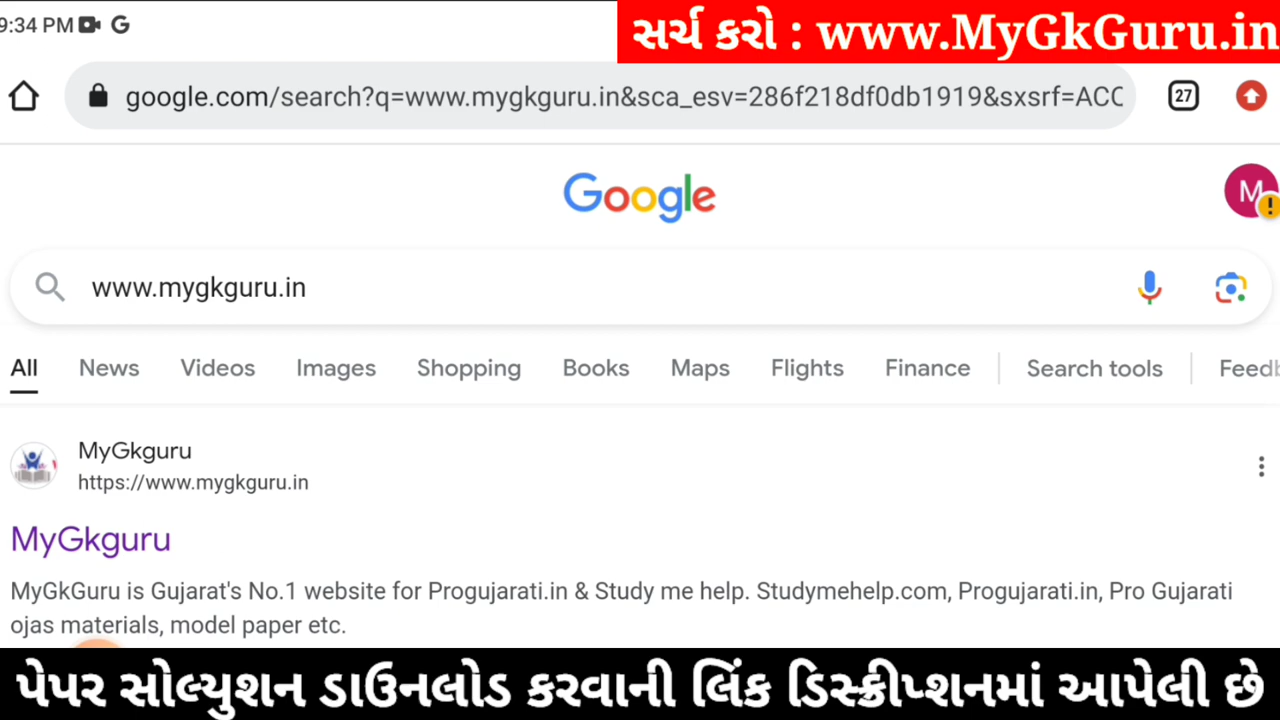 9:34 PM
સર્ચ કરો : www.MyGkGuru.in
google.com/search?q=www.mygkguru.in&sca_esv=286f218df0db1919&sxsrf=ACC
27
Google
M
www.mygkguru.in
All News Videos Images Shopping Books Maps Flights Finance Search tools Feedb
MyGkguru
https://www.mygkguru.in
MyGkguru
MyGkGuru is Gujarat's No.1 website for Progujarati.in & Study me help. Studymehelp.com, Progujarati.in, Pro Gujarati
ojas materials, model paper etc.
પેપર સોલ્યુશન ડાઉનલોડ કરવાની લિંક ડિસ્ક્રીપ્શનમાં આપેલી છે